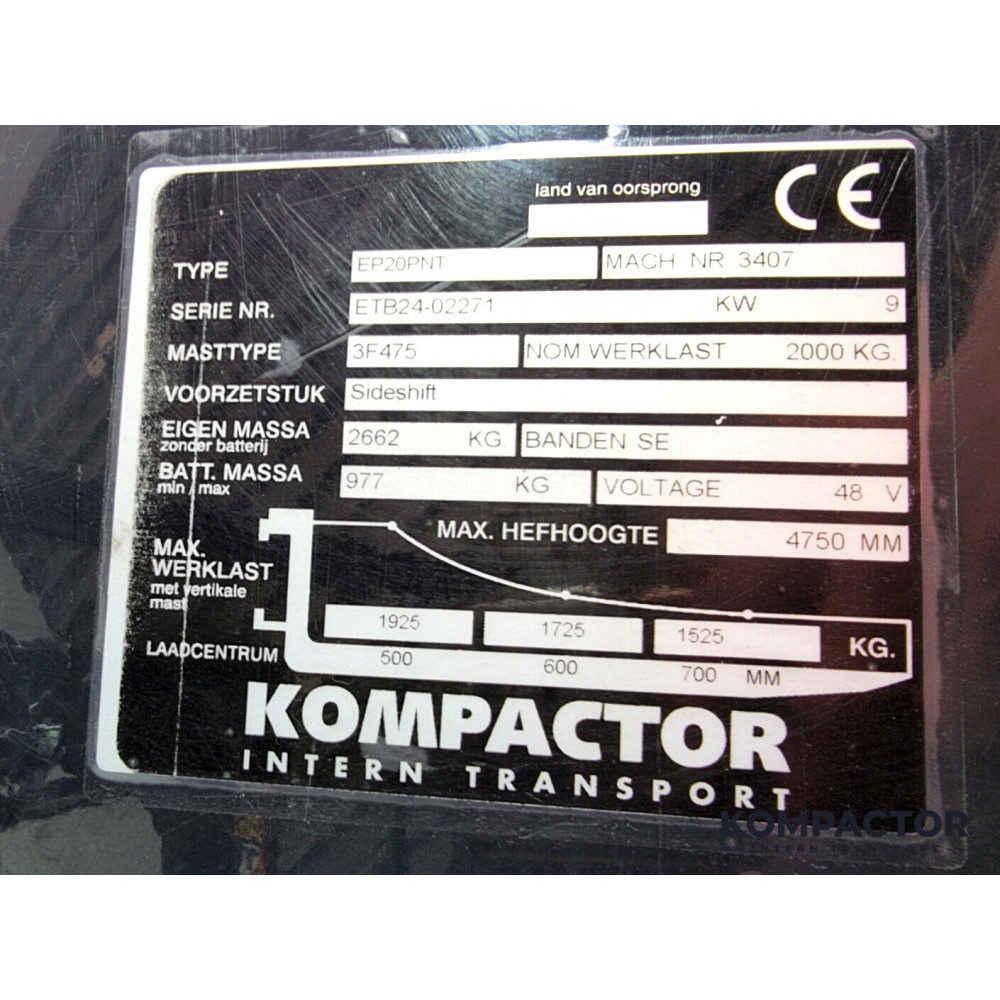 land van oorsprong
CE
TYPE EP20PNT MACH NR 3407
SERIE NR. ETB24-02271 KW 9
MASTTYPE 3F475 NOM WERKLAST 2000 KG.
VOORZETSTUK Sideshift
EIGEN MASSA 2662 KG. BANDEN SE
zonder batterij
BATT. MASSA 977 KG VOLTAGE 48 V
min / max
MAX. HEFHOOGTE 4750 MM
MAX.
WERKLAST
met vertikale
mast
1925 1725 1525 KG.
LAADCENTRUM 500 600 700 MM
KOMPACTOR
INTERN TRANSPORT
KOMPACTOR
INTERN TRANSPORT